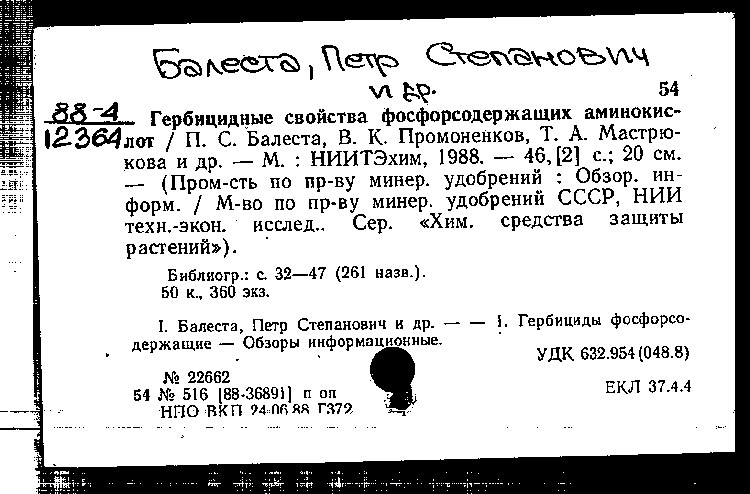 Балеста, Петр Степанович
и др.
54
88-4
12364
Гербицидные свойства фосфорсодержащих аминокис-
лот / П. С. Балеста, В. К. Промоненков, Т. А. Мастрю-
кова и др. — М. : НИИТЭхим, 1988. — 46, [2] с.; 20 см.
— (Пром-сть по пр-ву минер. удобрений : Обзор. ин-
форм. / М-во по пр-ву минер. удобрений СССР, НИИ
техн.-экон. исслед.. Сер. «Хим. средства защиты
растений»).
Библиогр.: с. 32—47 (261 назв.).
50 к., 360 экз.
I. Балеста, Петр Степанович и др. — — 1. Гербициды фосфорсо-
держащие — Обзоры информационные.
УДК 632.954(048.8)
№ 22662
54 № 516 [88-36891] п оп
ЕКЛ 37.4.4
НПО ВКП 24.06.88 Г372